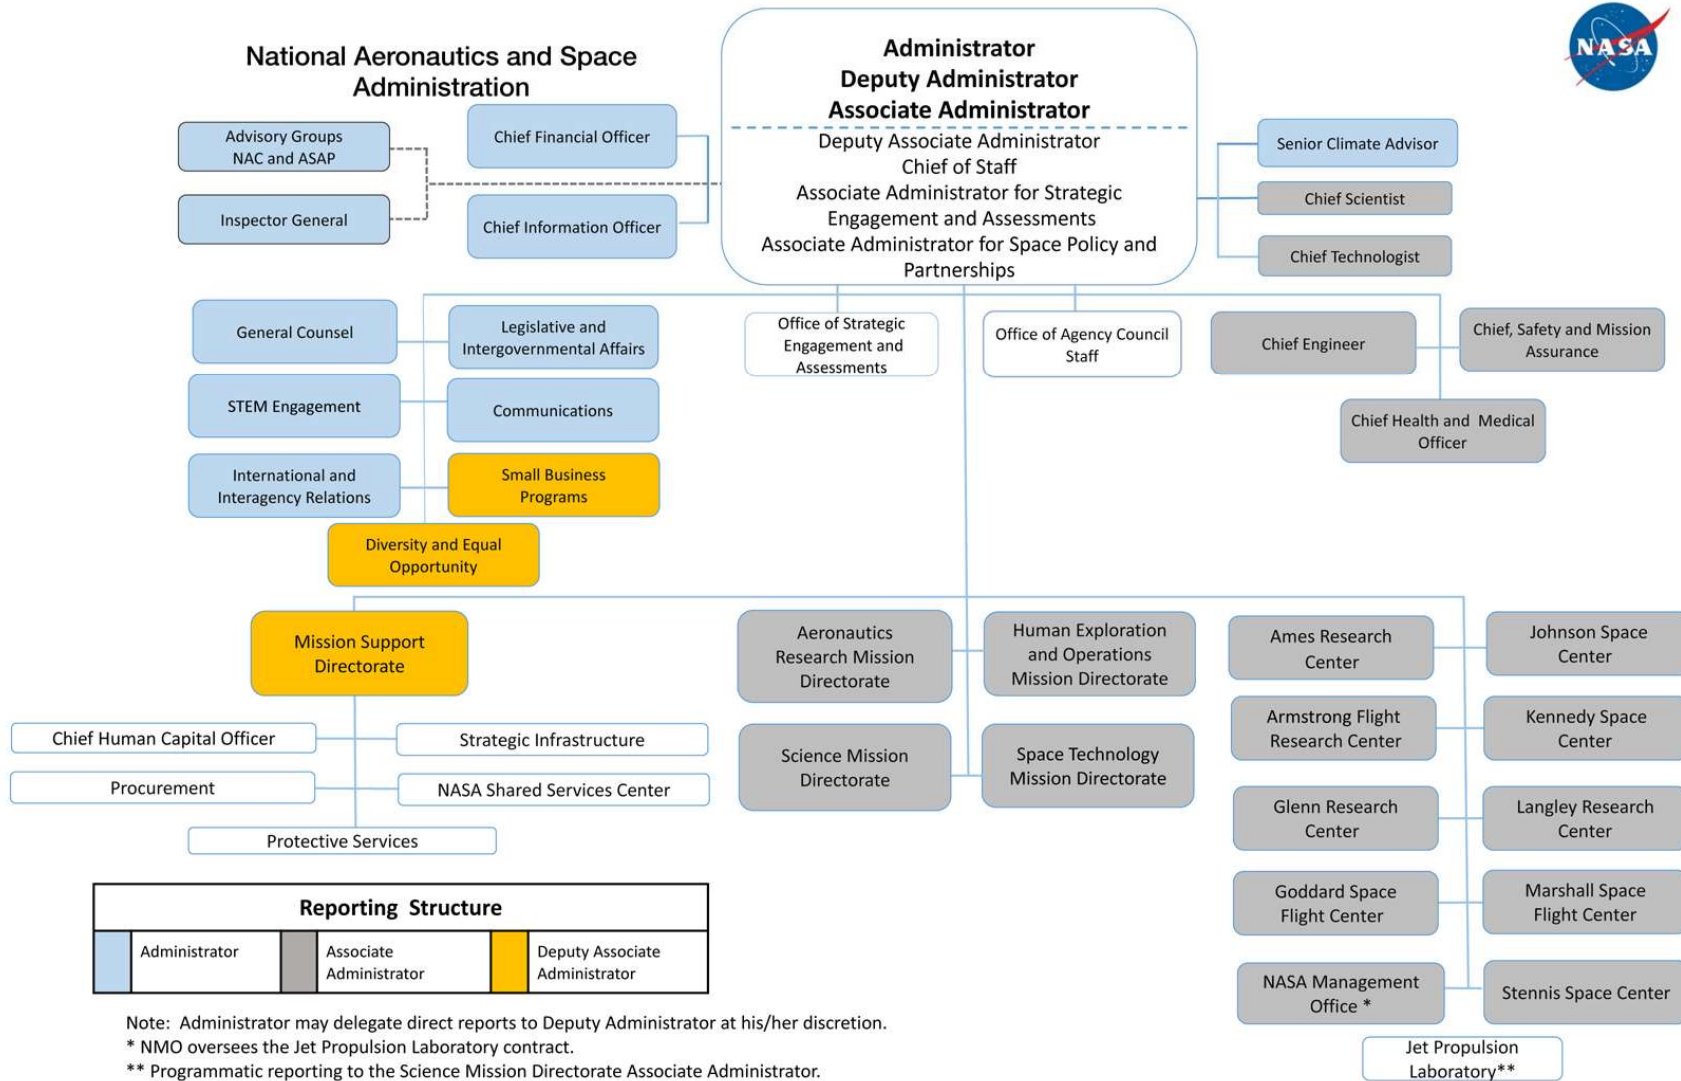 National Aeronautics and Space
Administration
Administrator
Deputy Administrator
Associate Administrator
Deputy Associate Administrator
Chief of Staff
Associate Administrator for Strategic
Engagement and Assessments
Associate Administrator for Space Policy and
Partnerships
NASA
Advisory Groups
NAC and ASAP
Inspector General
Chief Financial Officer
Chief Information Officer
Senior Climate Advisor
Chief Scientist
Chief Technologist
General Counsel
Legislative and
Intergovernmental Affairs
STEM Engagement
Communications
International and
Interagency Relations
Small Business
Programs
Diversity and Equal
Opportunity
Office of Strategic
Engagement and
Assessments
Office of Agency Council
Staff
Chief Engineer
Chief, Safety and Mission
Assurance
Chief Health and Medical
Officer
Mission Support
Directorate
Chief Human Capital Officer
Strategic Infrastructure
Procurement
NASA Shared Services Center
Protective Services
Aeronautics
Research Mission
Directorate
Human Exploration
and Operations
Mission Directorate
Science Mission
Directorate
Space Technology
Mission Directorate
Ames Research
Center
Johnson Space
Center
Armstrong Flight
Research Center
Kennedy Space
Center
Glenn Research
Center
Langley Research
Center
Goddard Space
Flight Center
Marshall Space
Flight Center
NASA Management
Office *
Stennis Space Center
Jet Propulsion
Laboratory**
Reporting Structure
Administrator
Associate
Administrator
Deputy Associate
Administrator
Note: Administrator may delegate direct reports to Deputy Administrator at his/her discretion.
* NMO oversees the Jet Propulsion Laboratory contract.
** Programmatic reporting to the Science Mission Directorate Associate Administrator.